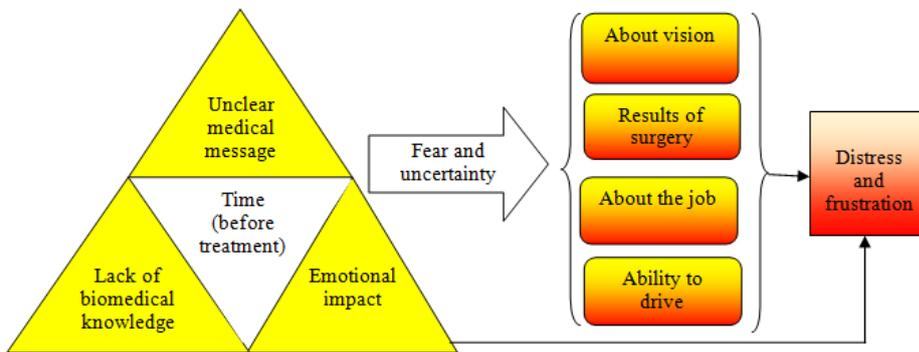 Unclear
medical
message
Time
(before
treatment)
Lack of
biomedical
knowledge
Emotional
impact
Fear and
uncertainty
About vision
Results of
surgery
About the job
Ability to
drive
Distress
and
frustration